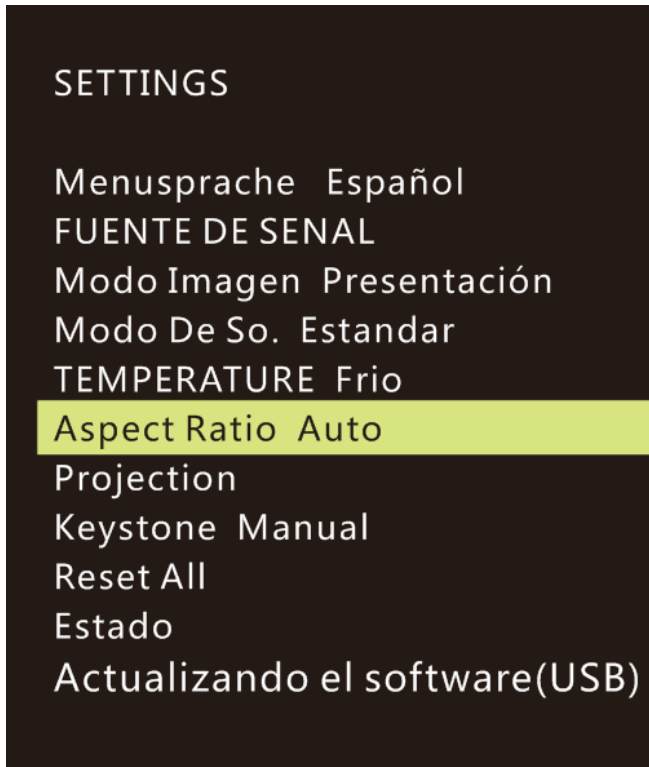 SETTINGS
Menusprache Español
FUENTE DE SENAL
Modo Imagen Presentación
Modo De So. Estandar
TEMPERATURE Frio
Aspect Ratio Auto
Projection
Keystone Manual
Reset All
Estado
Actualizando el software(USB)